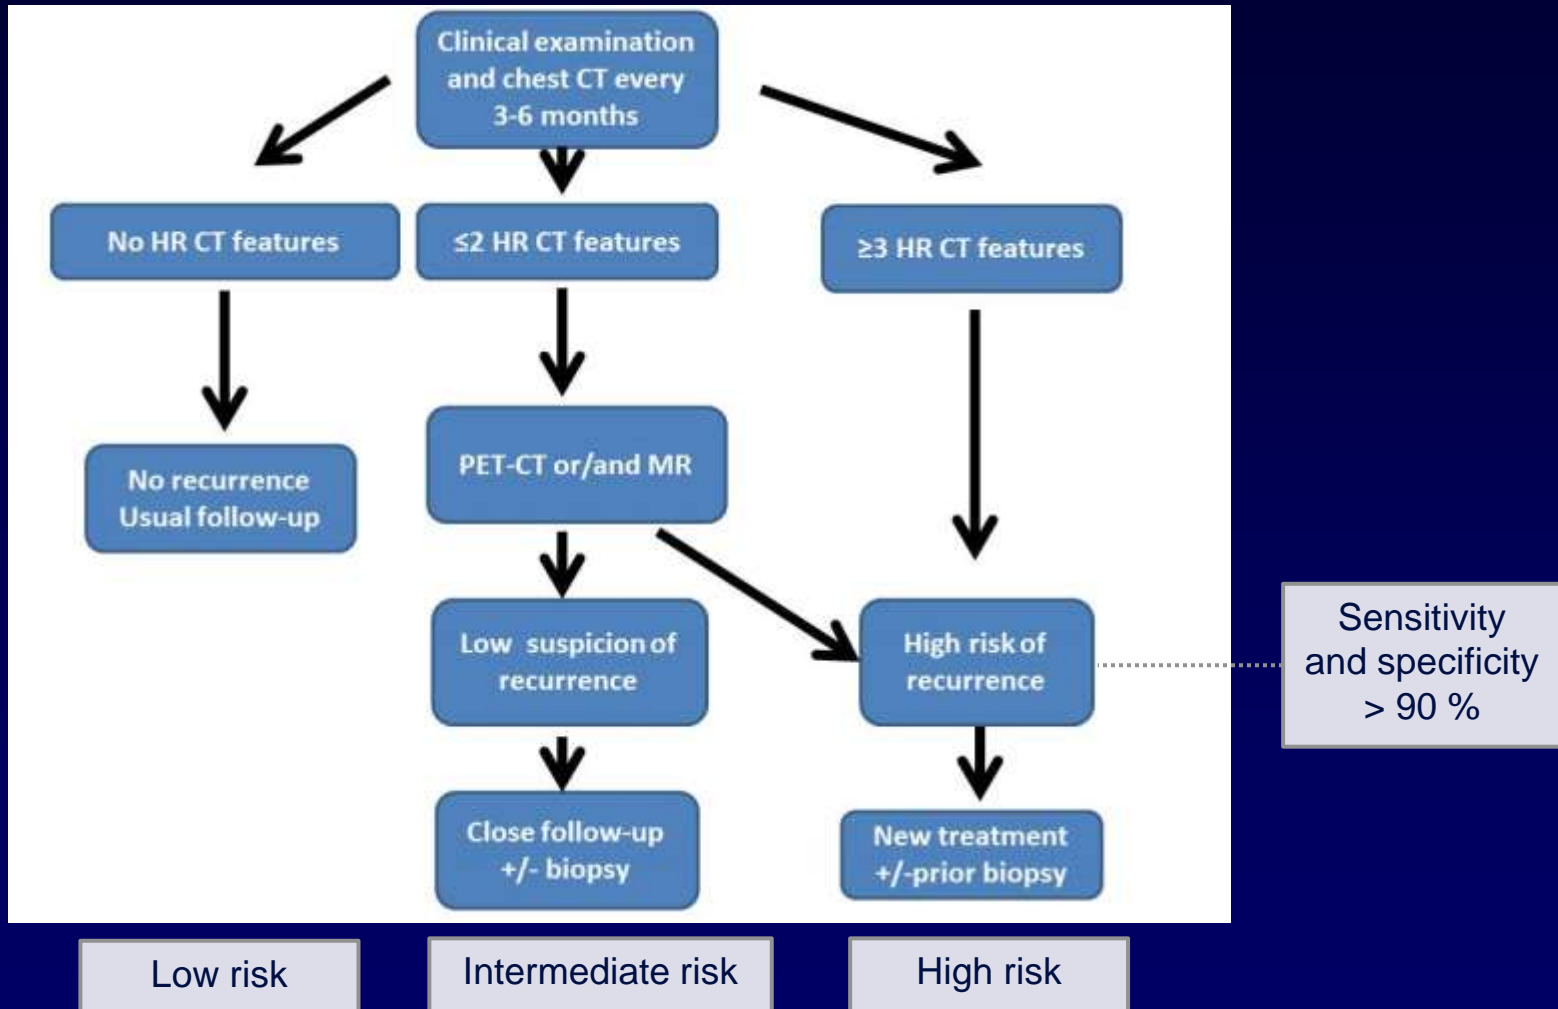 Clinical examination
and chest CT every
3-6 months
No HR CT features
≤2 HR CT features
≥3 HR CT features
No recurrence
Usual follow-up
PET-CT or/and MR
Low suspicion of
recurrence
High risk of
recurrence
Sensitivity
and specificity
> 90 %
Close follow-up
+/- biopsy
New treatment
+/-prior biopsy
Low risk
Intermediate risk
High risk